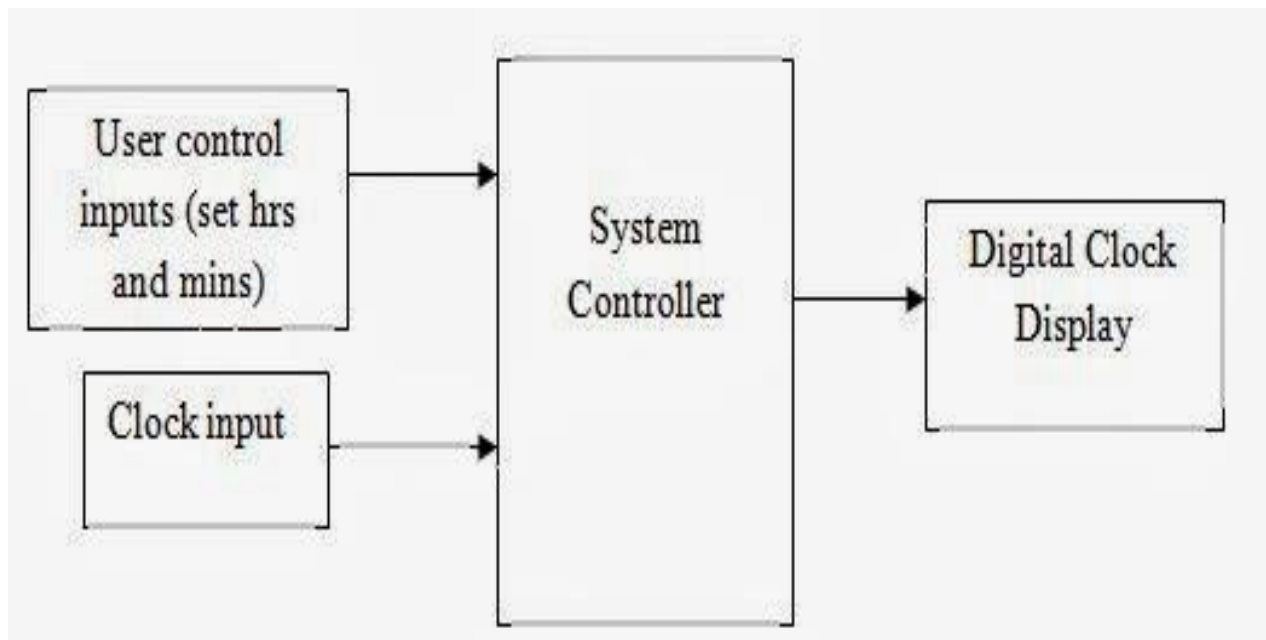 User control
inputs (set hrs
and mins)
Clock input
System
Controller
Digital Clock
Display